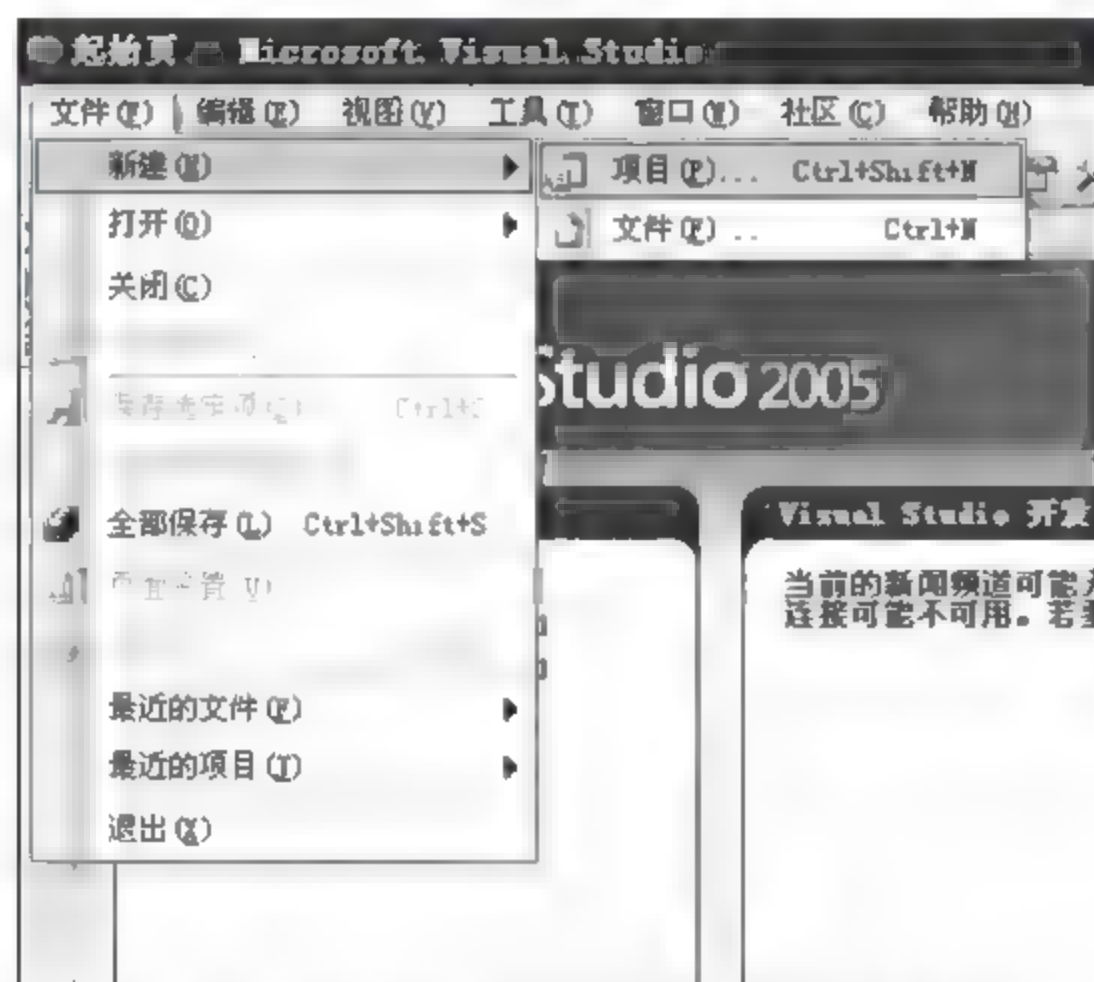 起始页 Microsoft Visual Studio
文件(F) 编辑(E) 视图(V) 工具(T) 窗口(W) 社区(C) 帮助(H)
新建(N)
项目(P)... Ctrl+Shift+N
打开(O)
文件(F)... Ctrl+N
关闭(C)
Studio 2005
全部保存(L) Ctrl+Shift+S
Visual Studio 开发
当前的新闻频道可能
连接可能不可用。若
最近的文件(F)
最近的项目(J)
退出(X)